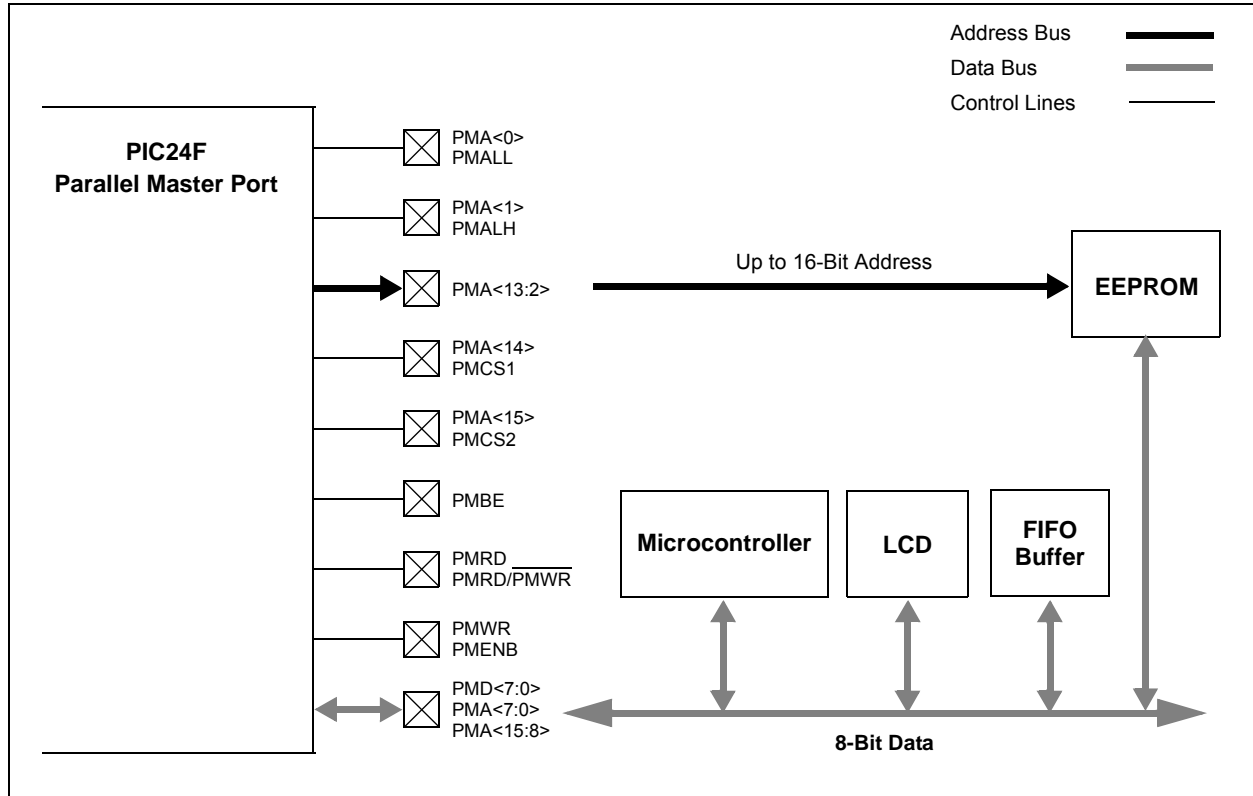 Address Bus
Data Bus
Control Lines
PIC24F
Parallel Master Port
PMA<0>
PMALL
PMA<1>
PMALH
PMA<13:2>
Up to 16-Bit Address
EEPROM
PMA<14>
PMCS1
PMA<15>
PMCS2
PMBE
Microcontroller
LCD
FIFO
Buffer
PMRD
PMRD/PMWR
PMWR
PMENB
PMD<7:0>
PMA<7:0>
PMA<15:8>
8-Bit Data